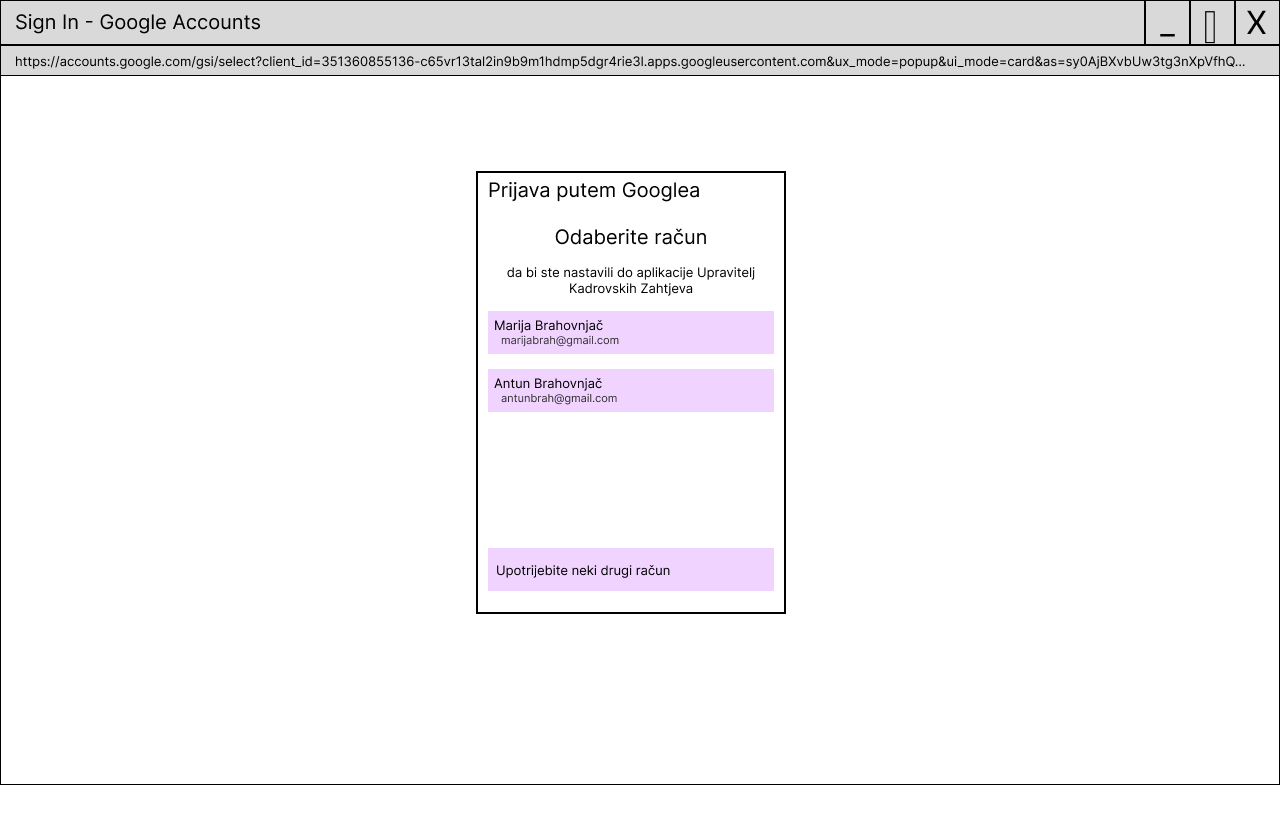 Sign In - Google Accounts
_
X
https://accounts.google.com/gsi/select?client_id=351360855136-c65vr13tal2in9b9m1hdmp5dgr4rie3l.apps.googleusercontent.com&ux_mode=popup&ui_mode=card&as=sy0AjBXvbUw3tg3nXpVfhQ...
Prijava putem Googlea
Odaberite račun
da bi ste nastavili do aplikacije Upravitelj
Kadrovskih Zahtjeva
Marija Brahovnjač
marijabrah@gmail.com
Antun Brahovnjač
antunbrah@gmail.com
Upotrijebite neki drugi račun